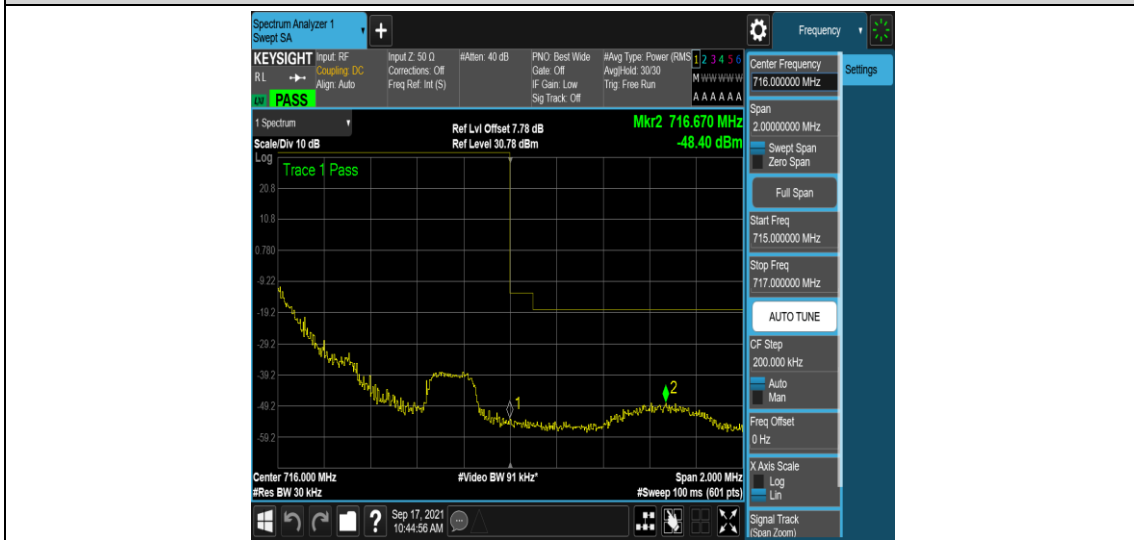 Spectrum Analyzer 1
Swept SA
+
Frequency
KEYSIGHT
RL
LXI
PASS
Input: RF
Coupling: DC
Align: Auto
Input Z: 50 Ω
Corrections: Off
Freq Ref: Int (S)
#Atten: 40 dB
PNO: Best Wide
Gate: Off
IF Gain: Low
Sig Track: Off
#Avg Type: Power (RMS
Avg|Hold: 30/30
Trig: Free Run
1 2 3 4 5 6
M W W W W W
A A A A A A
1 Spectrum
Scale/Div 10 dB
Ref Lvl Offset 7.78 dB
Ref Level 30.78 dBm
Mkr2 716.670 MHz
-48.40 dBm
Log
Trace 1 Pass
20.8
10.8
0.780
-9.22
-19.2
-29.2
-39.2
-49.2
-59.2
1
2
Center 716.000 MHz
#Res BW 30 kHz
#Video BW 91 kHz*
Span 2.000 MHz
#Sweep 100 ms (601 pts)
?
Sep 17, 2021
10:44:56 AM
Center Frequency
716.000000 MHz
Settings
Span
2.00000000 MHz
Swept Span
Zero Span
Full Span
Start Freq
715.000000 MHz
Stop Freq
717.000000 MHz
AUTO TUNE
CF Step
200.000 kHz
Auto
Man
Freq Offset
0 Hz
X Axis Scale
Log
Lin
Signal Track
(Span Zoom)